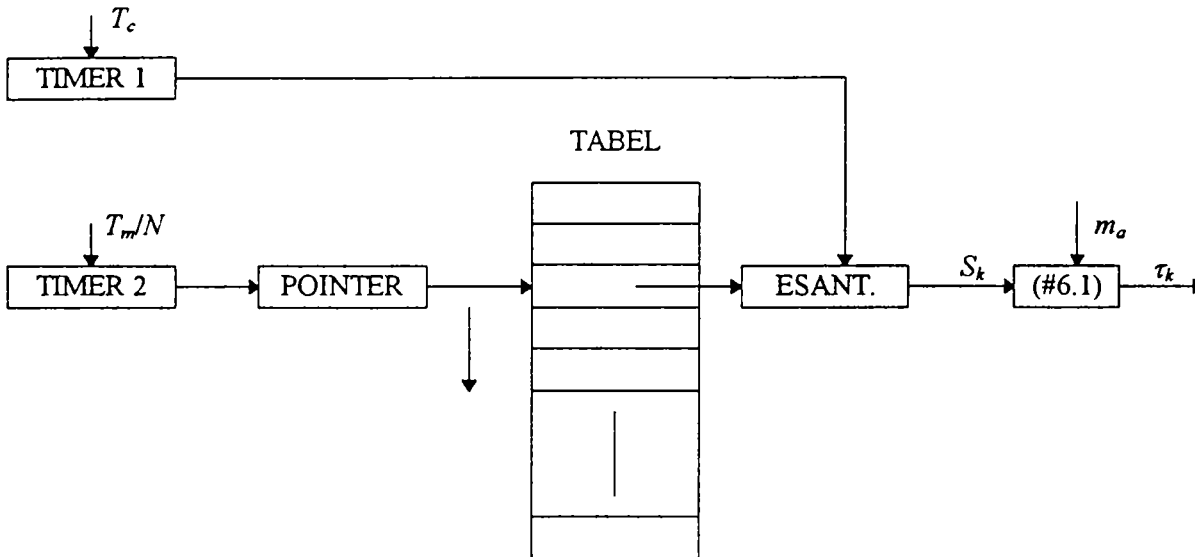 T_c
TIMER 1
TABEL
T_m/N
m_a
TIMER 2
POINTER
ESANT.
S_k
(#6.1)
τ_k